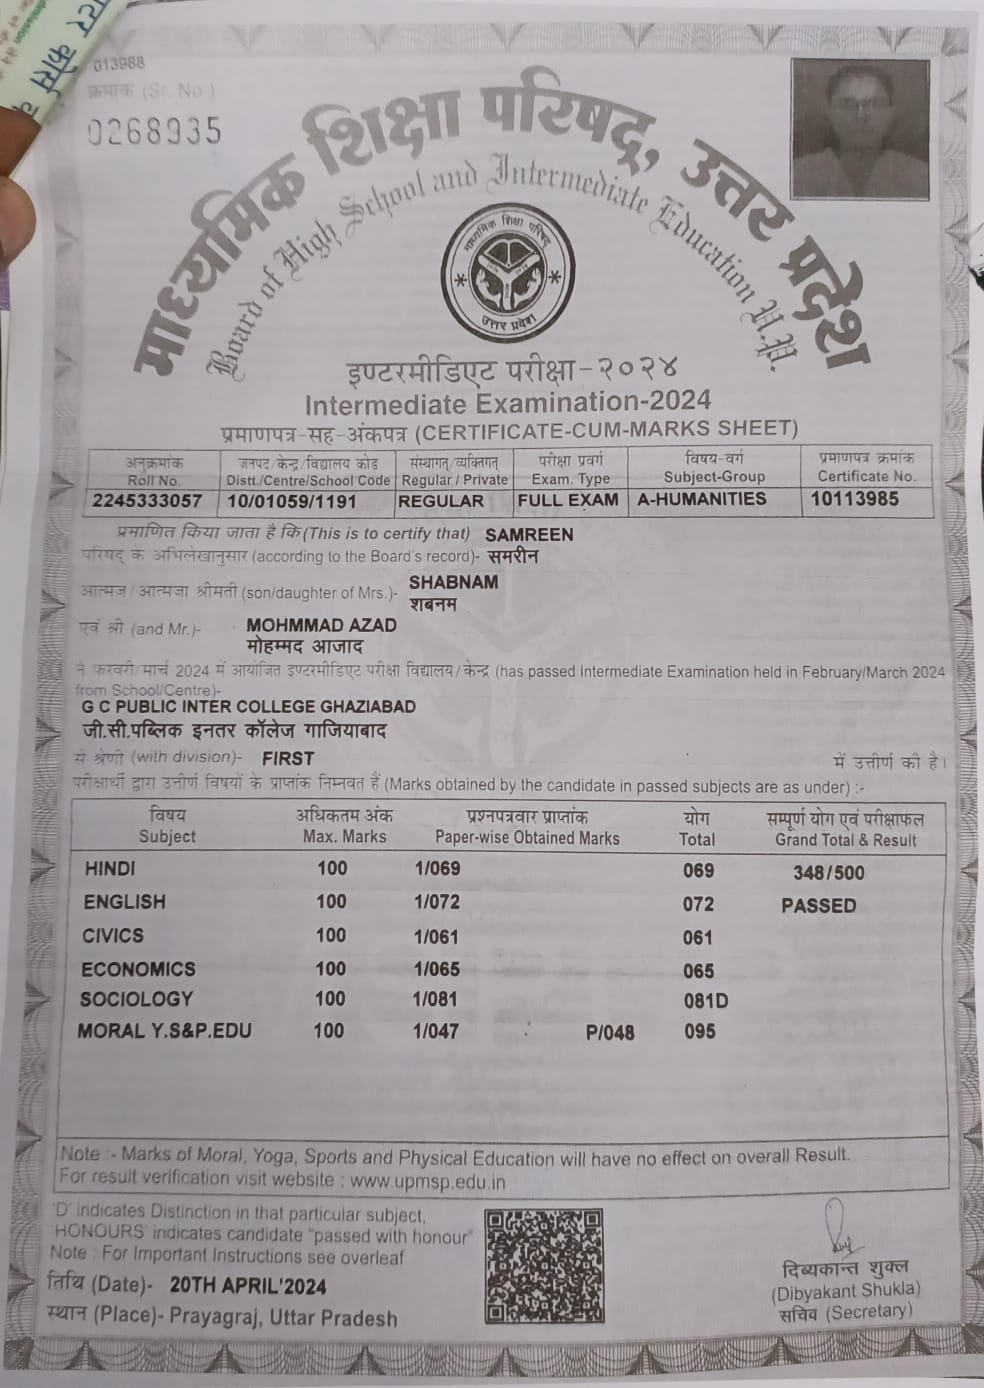 013988
क्रमांक (Sr. No.)
0268935
माध्यमिक शिक्षा परिषद्, उत्तर प्रदेश
Board of High School and Intermediate Education U.P.
माध्यमिक शिक्षा परिषद
उत्तर प्रदेश
इण्टरमीडिएट परीक्षा-२०२४
Intermediate Examination-2024
प्रमाणपत्र-सह-अंकपत्र (CERTIFICATE-CUM-MARKS SHEET)
अनुक्रमांक जनपद/केन्द्र/विद्यालय कोड संस्थागत/व्यक्तिगत परीक्षा प्रवर्ग विषय-वर्ग प्रमाणपत्र क्रमांक
Roll No. Distt./Centre/School Code Regular / Private Exam. Type Subject-Group Certificate No.
2245333057 10/01059/1191 REGULAR FULL EXAM A-HUMANITIES 10113985
प्रमाणित किया जाता है कि (This is to certify that) SAMREEN
परिषद के अभिलेखानुसार (according to the Board's record)- समरीन
आत्मज/आत्मजा श्रीमती (son/daughter of Mrs.)- SHABNAM
शबनम
एवं श्री (and Mr.)- MOHMMAD AZAD
मोहम्मद आजाद
ने फरवरी/मार्च 2024 में आयोजित इण्टरमीडिएट परीक्षा विद्यालय/केन्द्र (has passed Intermediate Examination held in February/March 2024
from School/Centre)-
G C PUBLIC INTER COLLEGE GHAZIABAD
जी.सी.पब्लिक इनतर कॉलेज गाजियाबाद
में श्रेणी (with division)- FIRST में उत्तीर्ण की है।
परीक्षार्थी द्वारा उत्तीर्ण विषयों के प्राप्तांक निम्नवत हैं (Marks obtained by the candidate in passed subjects are as under) :-
विषय अधिकतम अंक प्रश्नपत्रवार प्राप्तांक योग सम्पूर्ण योग एवं परीक्षाफल
Subject Max. Marks Paper-wise Obtained Marks Total Grand Total & Result
HINDI 100 1/069 069 348/500
ENGLISH 100 1/072 072 PASSED
CIVICS 100 1/061 061
ECONOMICS 100 1/065 065
SOCIOLOGY 100 1/081 081D
MORAL Y.S&P.EDU 100 1/047 P/048 095
Note :- Marks of Moral, Yoga, Sports and Physical Education will have no effect on overall Result.
For result verification visit website : www.upmsp.edu.in
'D' indicates Distinction in that particular subject,
'HONOURS' indicates candidate "passed with honour"
Note : For Important Instructions see overleaf
तिथि (Date)- 20TH APRIL'2024
स्थान (Place)- Prayagraj, Uttar Pradesh
दिब्यकान्त शुक्ल
(Dibyakant Shukla)
सचिव (Secretary)